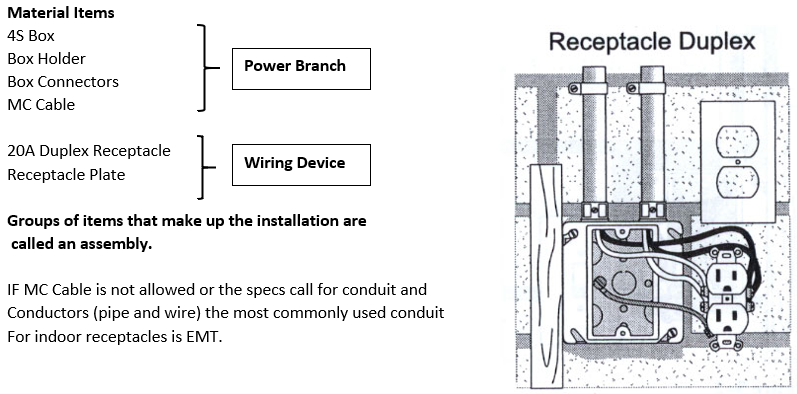 Material Items
4S Box
Box Holder
Box Connectors
MC Cable
Power Branch
20A Duplex Receptacle
Receptacle Plate
Wiring Device
Groups of items that make up the installation are
called an assembly.
IF MC Cable is not allowed or the specs call for conduit and
Conductors (pipe and wire) the most commonly used conduit
For indoor receptacles is EMT.
Receptacle Duplex